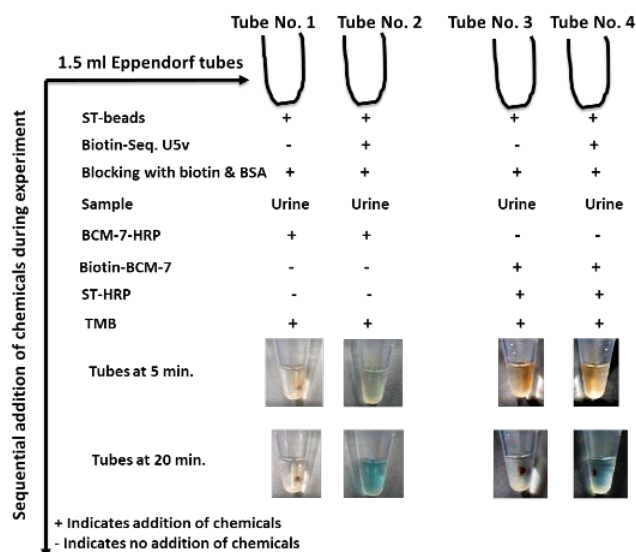 Tube No. 1 Tube No. 2 Tube No. 3 Tube No. 4
1.5 ml Eppendorf tubes
Sequential addition of chemicals during experiment
ST-beads + + + +
Biotin-Seq. U5v - + - +
Blocking with biotin & BSA + + + +
Sample Urine Urine Urine Urine
BCM-7-HRP + + - -
Biotin-BCM-7 - - + +
ST-HRP - - + +
TMB + + + +
Tubes at 5 min.
Tubes at 20 min.
+ Indicates addition of chemicals
- Indicates no addition of chemicals